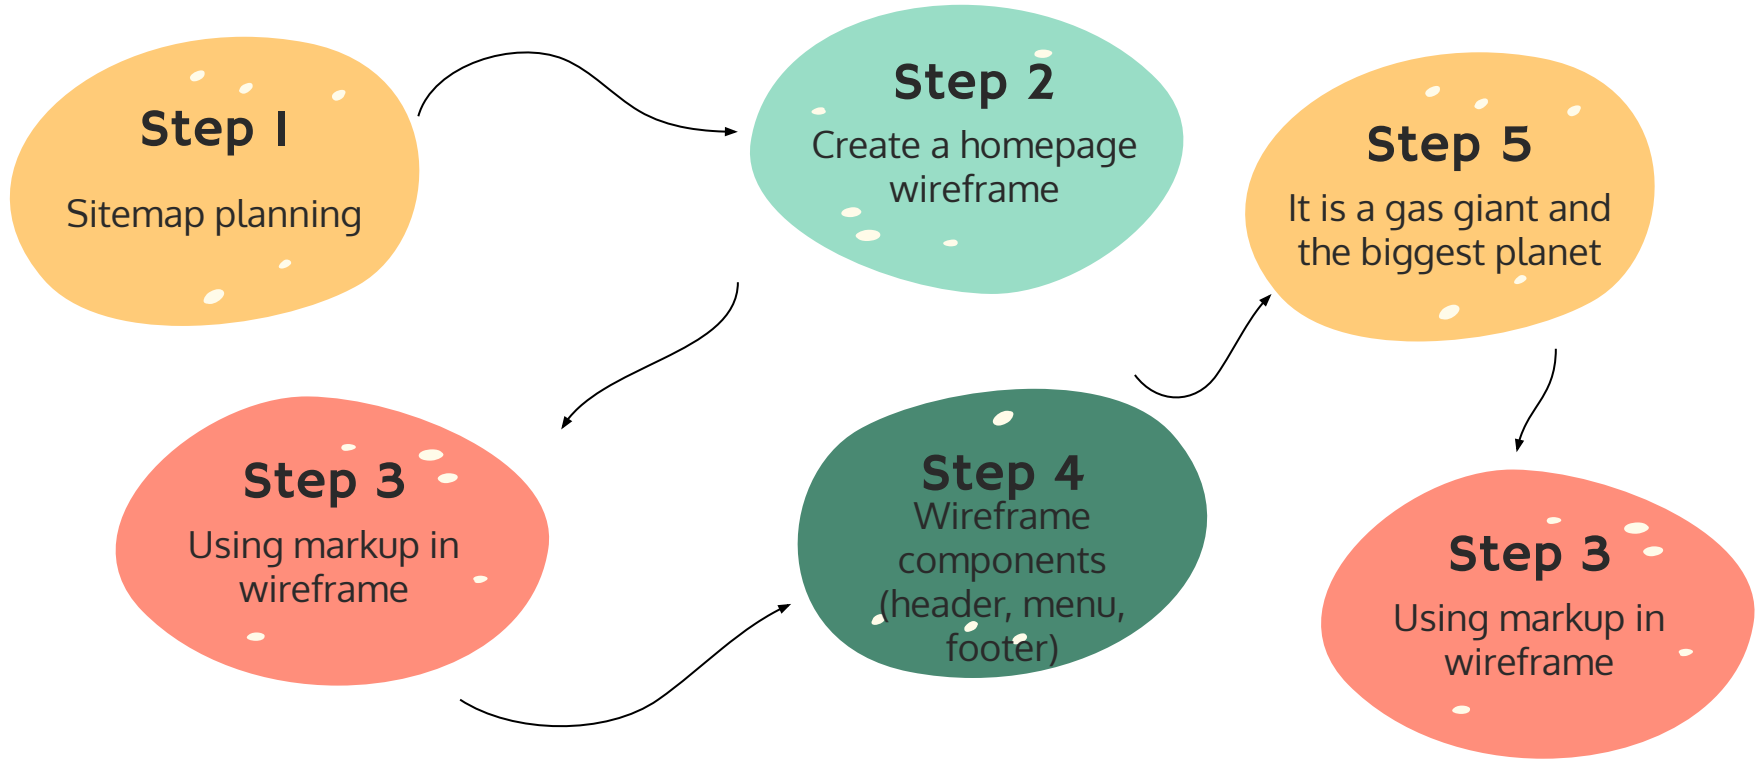 Step 1
Sitemap planning
Step 2
Create a homepage
wireframe
Step 3
Using markup in
wireframe
Step 4
Wireframe
components
(header, menu,
footer)
Step 5
It is a gas giant and
the biggest planet
Step 3
Using markup in
wireframe